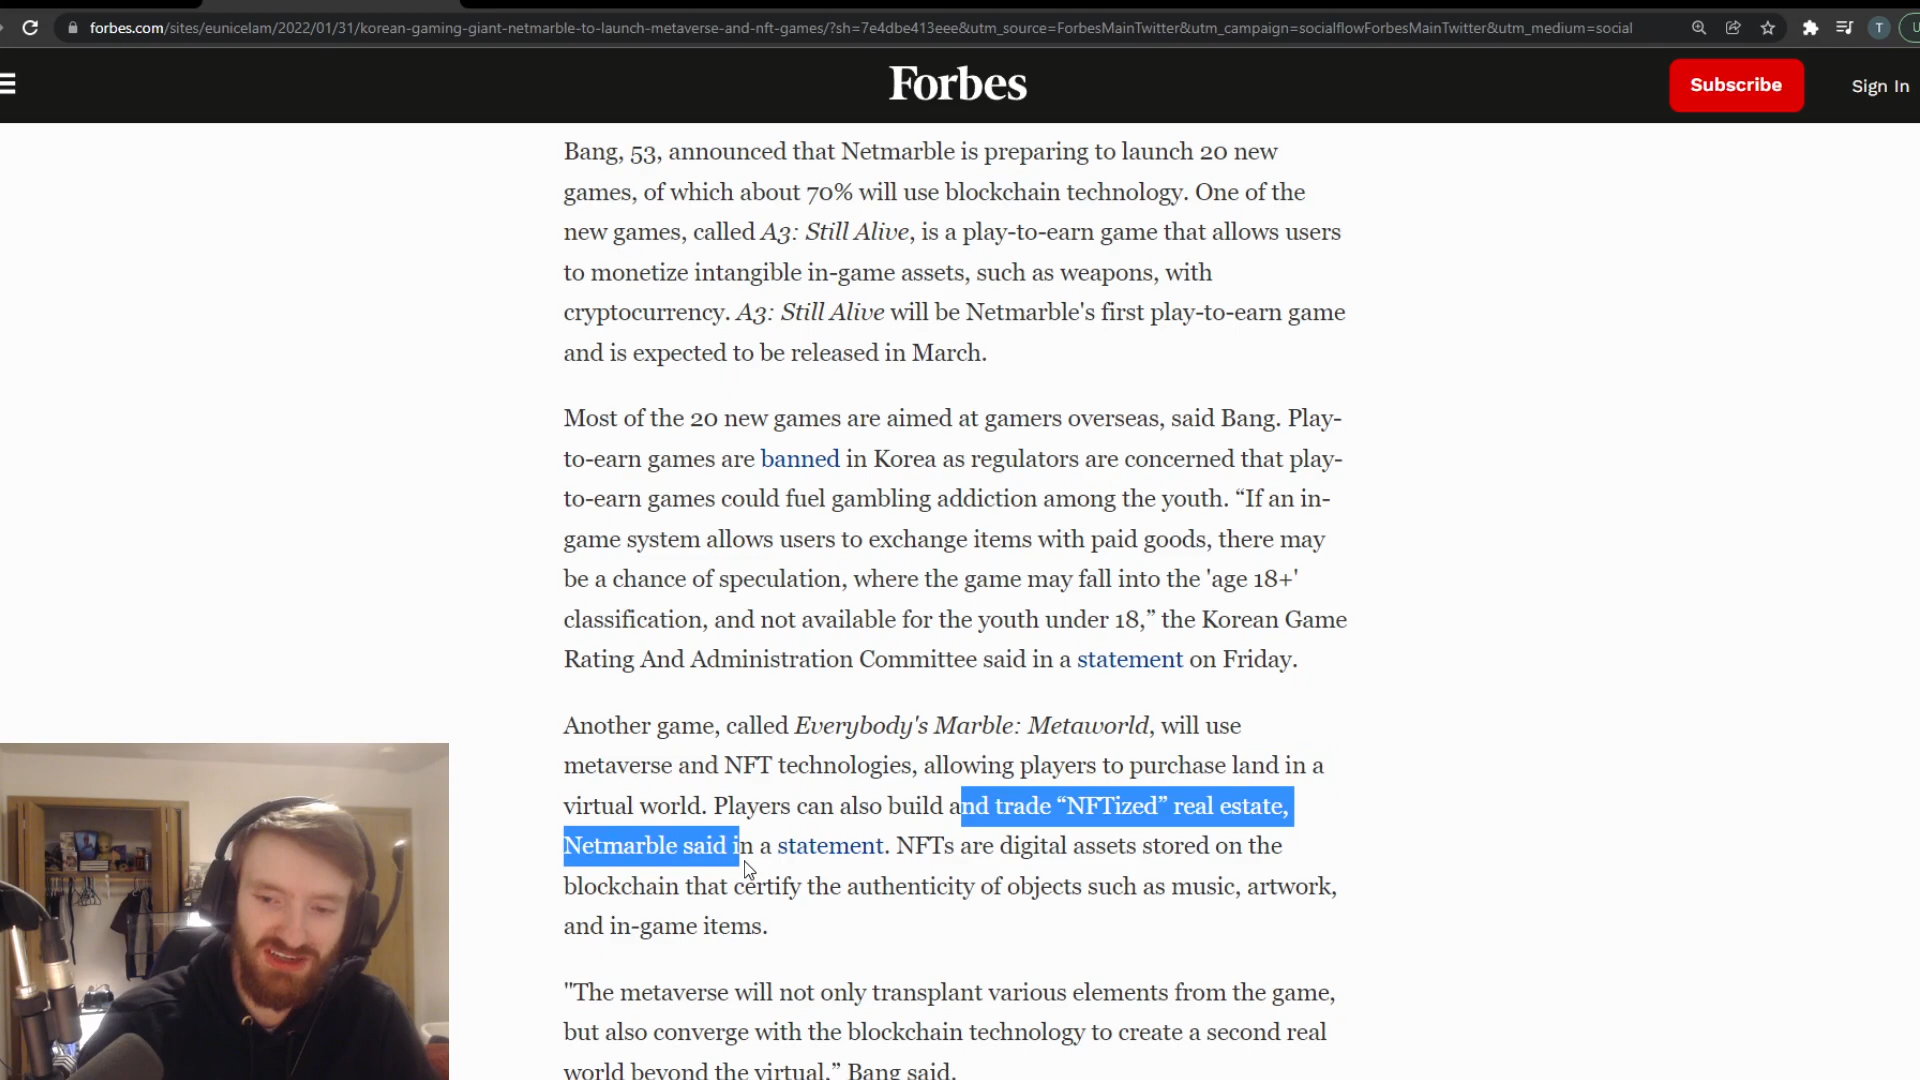 forbes.com/sites/eunicelam/2022/01/31/korean-gaming-giant-netmarble-to-launch-metaverse-and-nft-games/?sh=7e4dbe413eee&utm_source=ForbesMainTwitter&utm_campaign=socialflowForbesMainTwitter&utm_medium=social
T
U
Forbes
Subscribe
Sign In
Bang, 53, announced that Netmarble is preparing to launch 20 new
games, of which about 70% will use blockchain technology. One of the
new games, called A3: Still Alive, is a play-to-earn game that allows users
to monetize intangible in-game assets, such as weapons, with
cryptocurrency. A3: Still Alive will be Netmarble's first play-to-earn game
and is expected to be released in March.
Most of the 20 new games are aimed at gamers overseas, said Bang. Play-
to-earn games are banned in Korea as regulators are concerned that play-
to-earn games could fuel gambling addiction among the youth. “If an in-
game system allows users to exchange items with paid goods, there may
be a chance of speculation, where the game may fall into the 'age 18+'
classification, and not available for the youth under 18,” the Korean Game
Rating And Administration Committee said in a statement on Friday.
Another game, called Everybody's Marble: Metaworld, will use
metaverse and NFT technologies, allowing players to purchase land in a
virtual world. Players can also build and trade “NFTized” real estate,
Netmarble said in a statement. NFTs are digital assets stored on the
blockchain that certify the authenticity of objects such as music, artwork,
and in-game items.
"The metaverse will not only transplant various elements from the game,
but also converge with the blockchain technology to create a second real
world beyond the virtual,” Bang said.